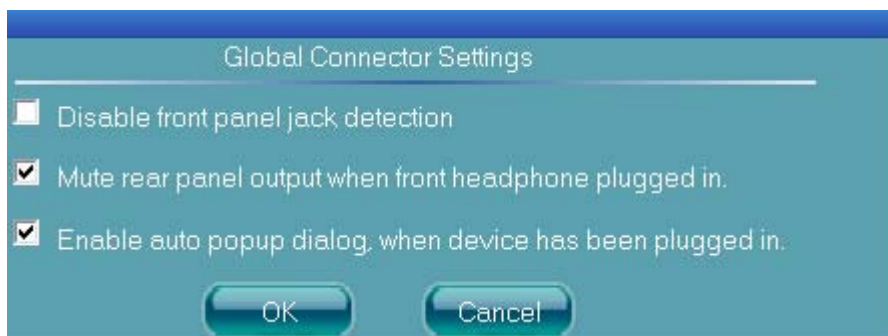 Global Connector Settings
Disable front panel jack detection
Mute rear panel output when front headphone plugged in.
Enable auto popup dialog, when device has been plugged in.
OK Cancel